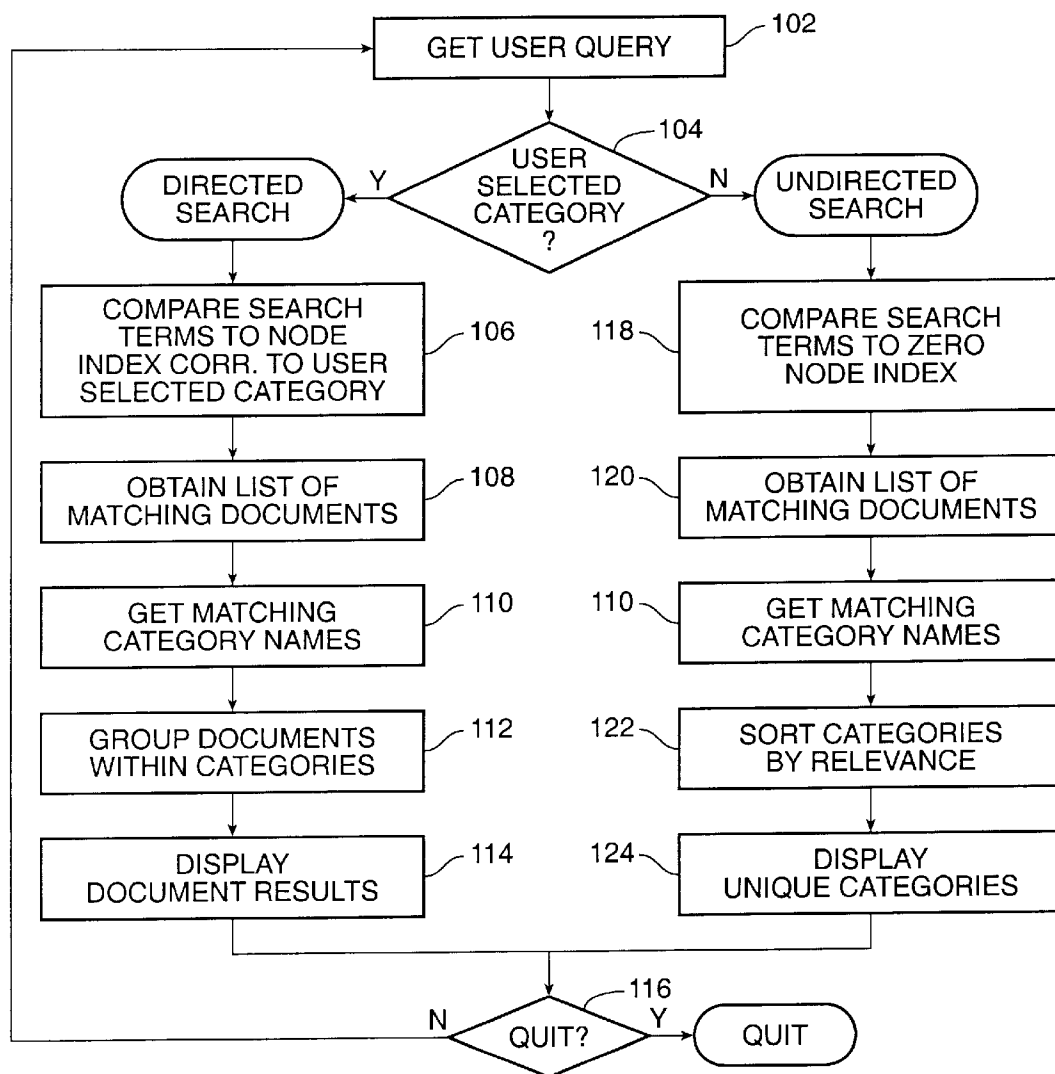 GET USER QUERY
102
104
USER
SELECTED
CATEGORY
?
Y
N
DIRECTED
SEARCH
UNDIRECTED
SEARCH
COMPARE SEARCH
TERMS TO NODE
INDEX CORR. TO USER
SELECTED CATEGORY
106
118
COMPARE SEARCH
TERMS TO ZERO
NODE INDEX
OBTAIN LIST OF
MATCHING DOCUMENTS
108
120
OBTAIN LIST OF
MATCHING DOCUMENTS
GET MATCHING
CATEGORY NAMES
110
110
GET MATCHING
CATEGORY NAMES
GROUP DOCUMENTS
WITHIN CATEGORIES
112
122
SORT CATEGORIES
BY RELEVANCE
DISPLAY
DOCUMENT RESULTS
114
124
DISPLAY
UNIQUE CATEGORIES
116
N
QUIT?
Y
QUIT